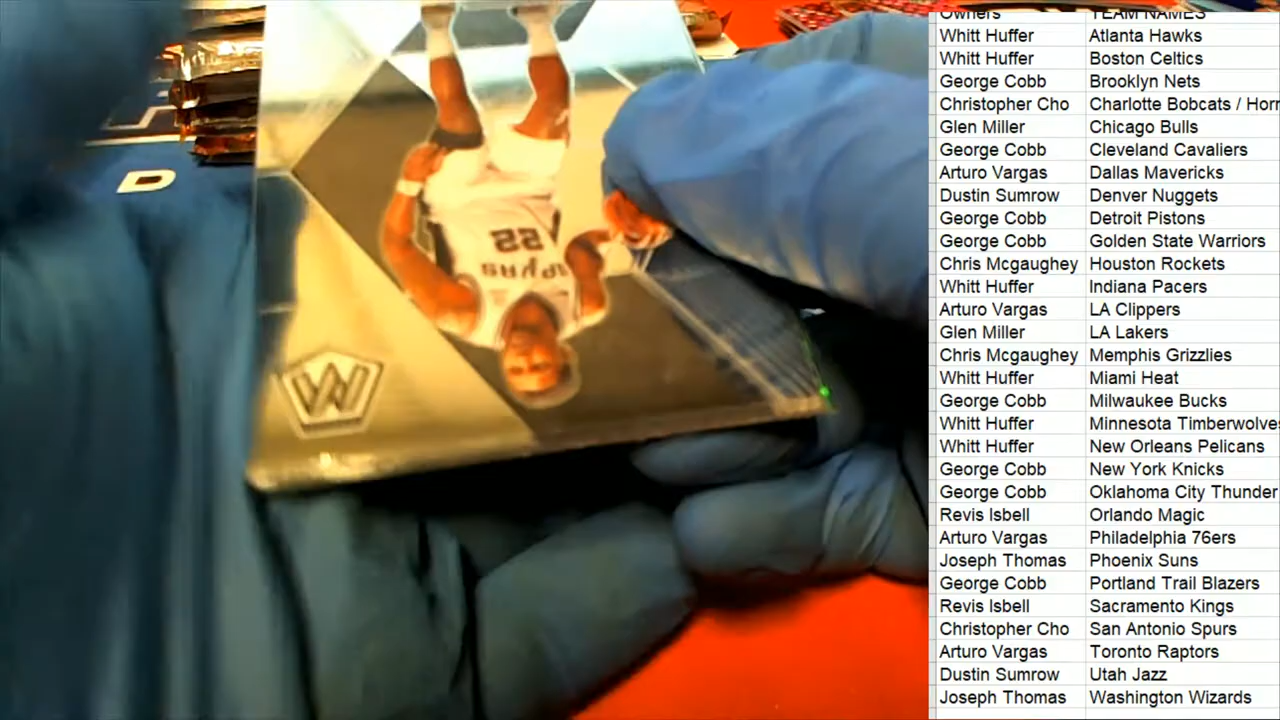 Owners TEAM NAMES
Whitt Huffer Atlanta Hawks
Whitt Huffer Boston Celtics
George Cobb Brooklyn Nets
Christopher Cho Charlotte Bobcats / Horr
Glen Miller Chicago Bulls
George Cobb Cleveland Cavaliers
Arturo Vargas Dallas Mavericks
Dustin Sumrow Denver Nuggets
George Cobb Detroit Pistons
George Cobb Golden State Warriors
Chris Mcgaughey Houston Rockets
Whitt Huffer Indiana Pacers
Arturo Vargas LA Clippers
Glen Miller LA Lakers
Chris Mcgaughey Memphis Grizzlies
Whitt Huffer Miami Heat
George Cobb Milwaukee Bucks
Whitt Huffer Minnesota Timberwolves
Whitt Huffer New Orleans Pelicans
George Cobb New York Knicks
George Cobb Oklahoma City Thunder
Revis Isbell Orlando Magic
Arturo Vargas Philadelphia 76ers
Joseph Thomas Phoenix Suns
George Cobb Portland Trail Blazers
Revis Isbell Sacramento Kings
Christopher Cho San Antonio Spurs
Arturo Vargas Toronto Raptors
Dustin Sumrow Utah Jazz
Joseph Thomas Washington Wizards
D